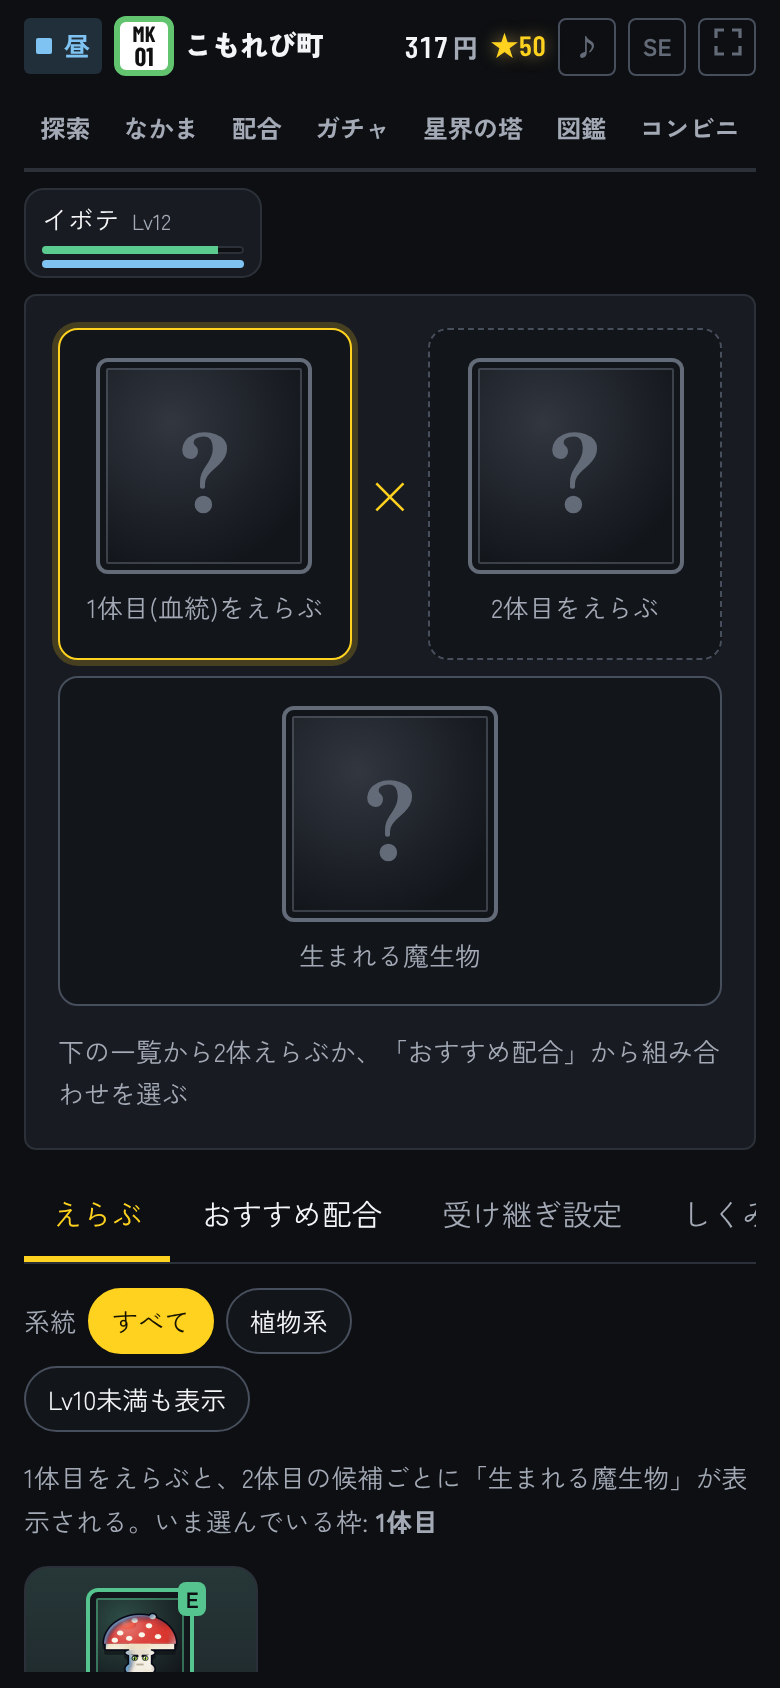 昼 MK 01 こもれび町 317円 ★50 ♪ SE
探索 なかま 配合 ガチャ 星界の塔 図鑑 コンビニ
イボテ Lv12
? × ?
1体目(血統)をえらぶ 2体目をえらぶ
?
生まれる魔生物
下の一覧から2体えらぶか、「おすすめ配合」から組み合
わせを選ぶ
えらぶ おすすめ配合 受け継ぎ設定 しくみ
系統 すべて 植物系
Lv10未満も表示
1体目をえらぶと、2体目の候補ごとに「生まれる魔生物」が表
示される。いま選んでいる枠: 1体目
E